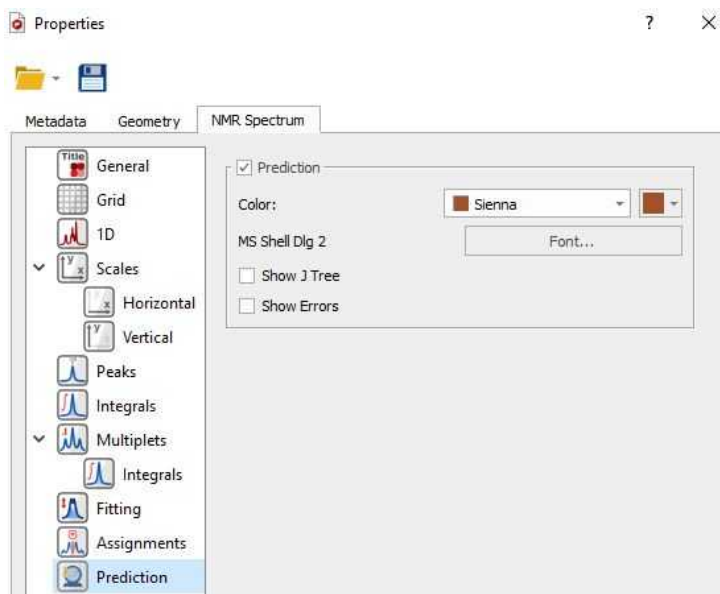 Properties
?
Metadata Geometry NMR Spectrum
Title
General
Grid
1D
y x
Scales
x
Horizontal
y
Vertical
Peaks
Integrals
Multiplets
Integrals
Fitting
Assignments
Prediction
Prediction
Color:
Sienna
MS Shell Dlg 2
Font...
Show J Tree
Show Errors